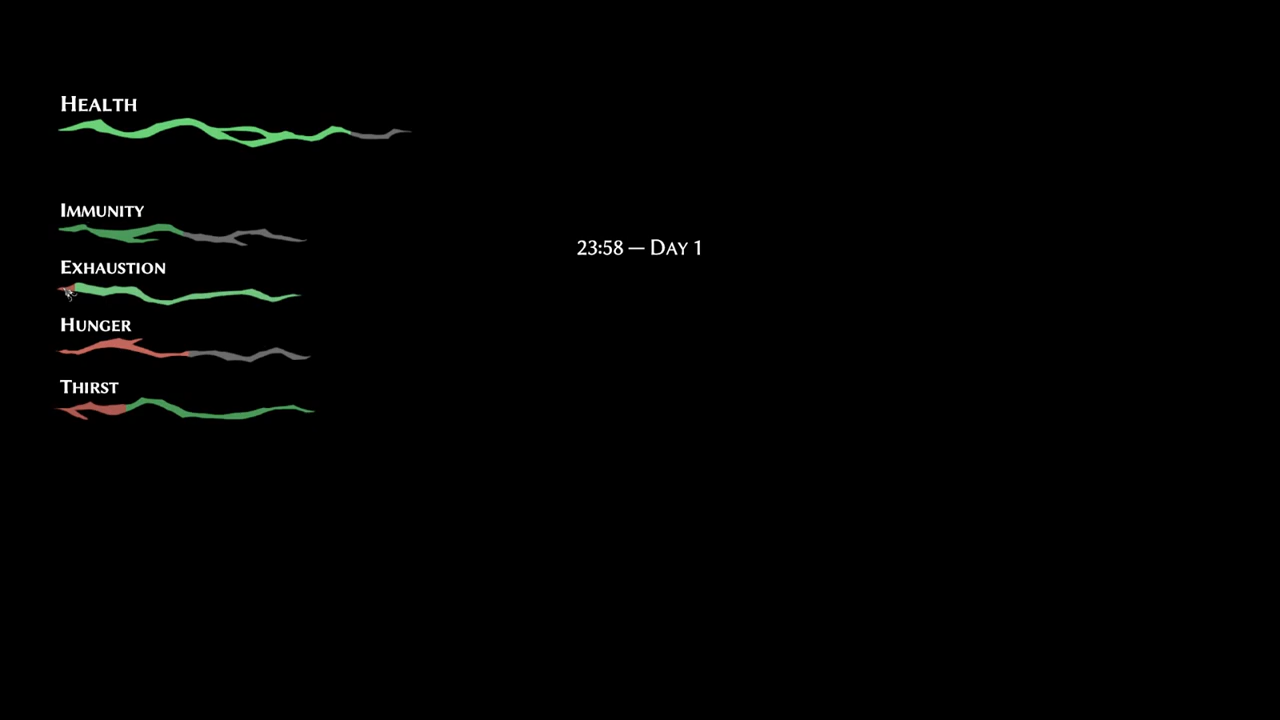 Health
Immunity
23:58 — Day 1
Exhaustion
Hunger
Thirst